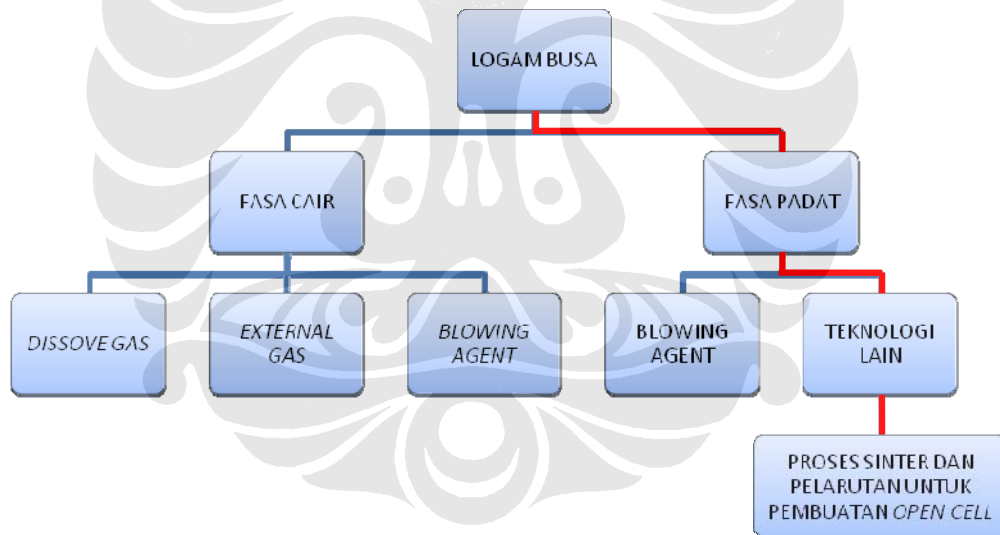 LOGAM BUSA
FASA CAIR
FASA PADAT
DISSOVE GAS
EXTERNAL
GAS
BLOWING
AGENT
BLOWING
AGENT
TEKNOLOGI
LAIN
PROSES SINTER DAN
PELARUTAN UNTUK
PEMBUATAN OPEN CELL